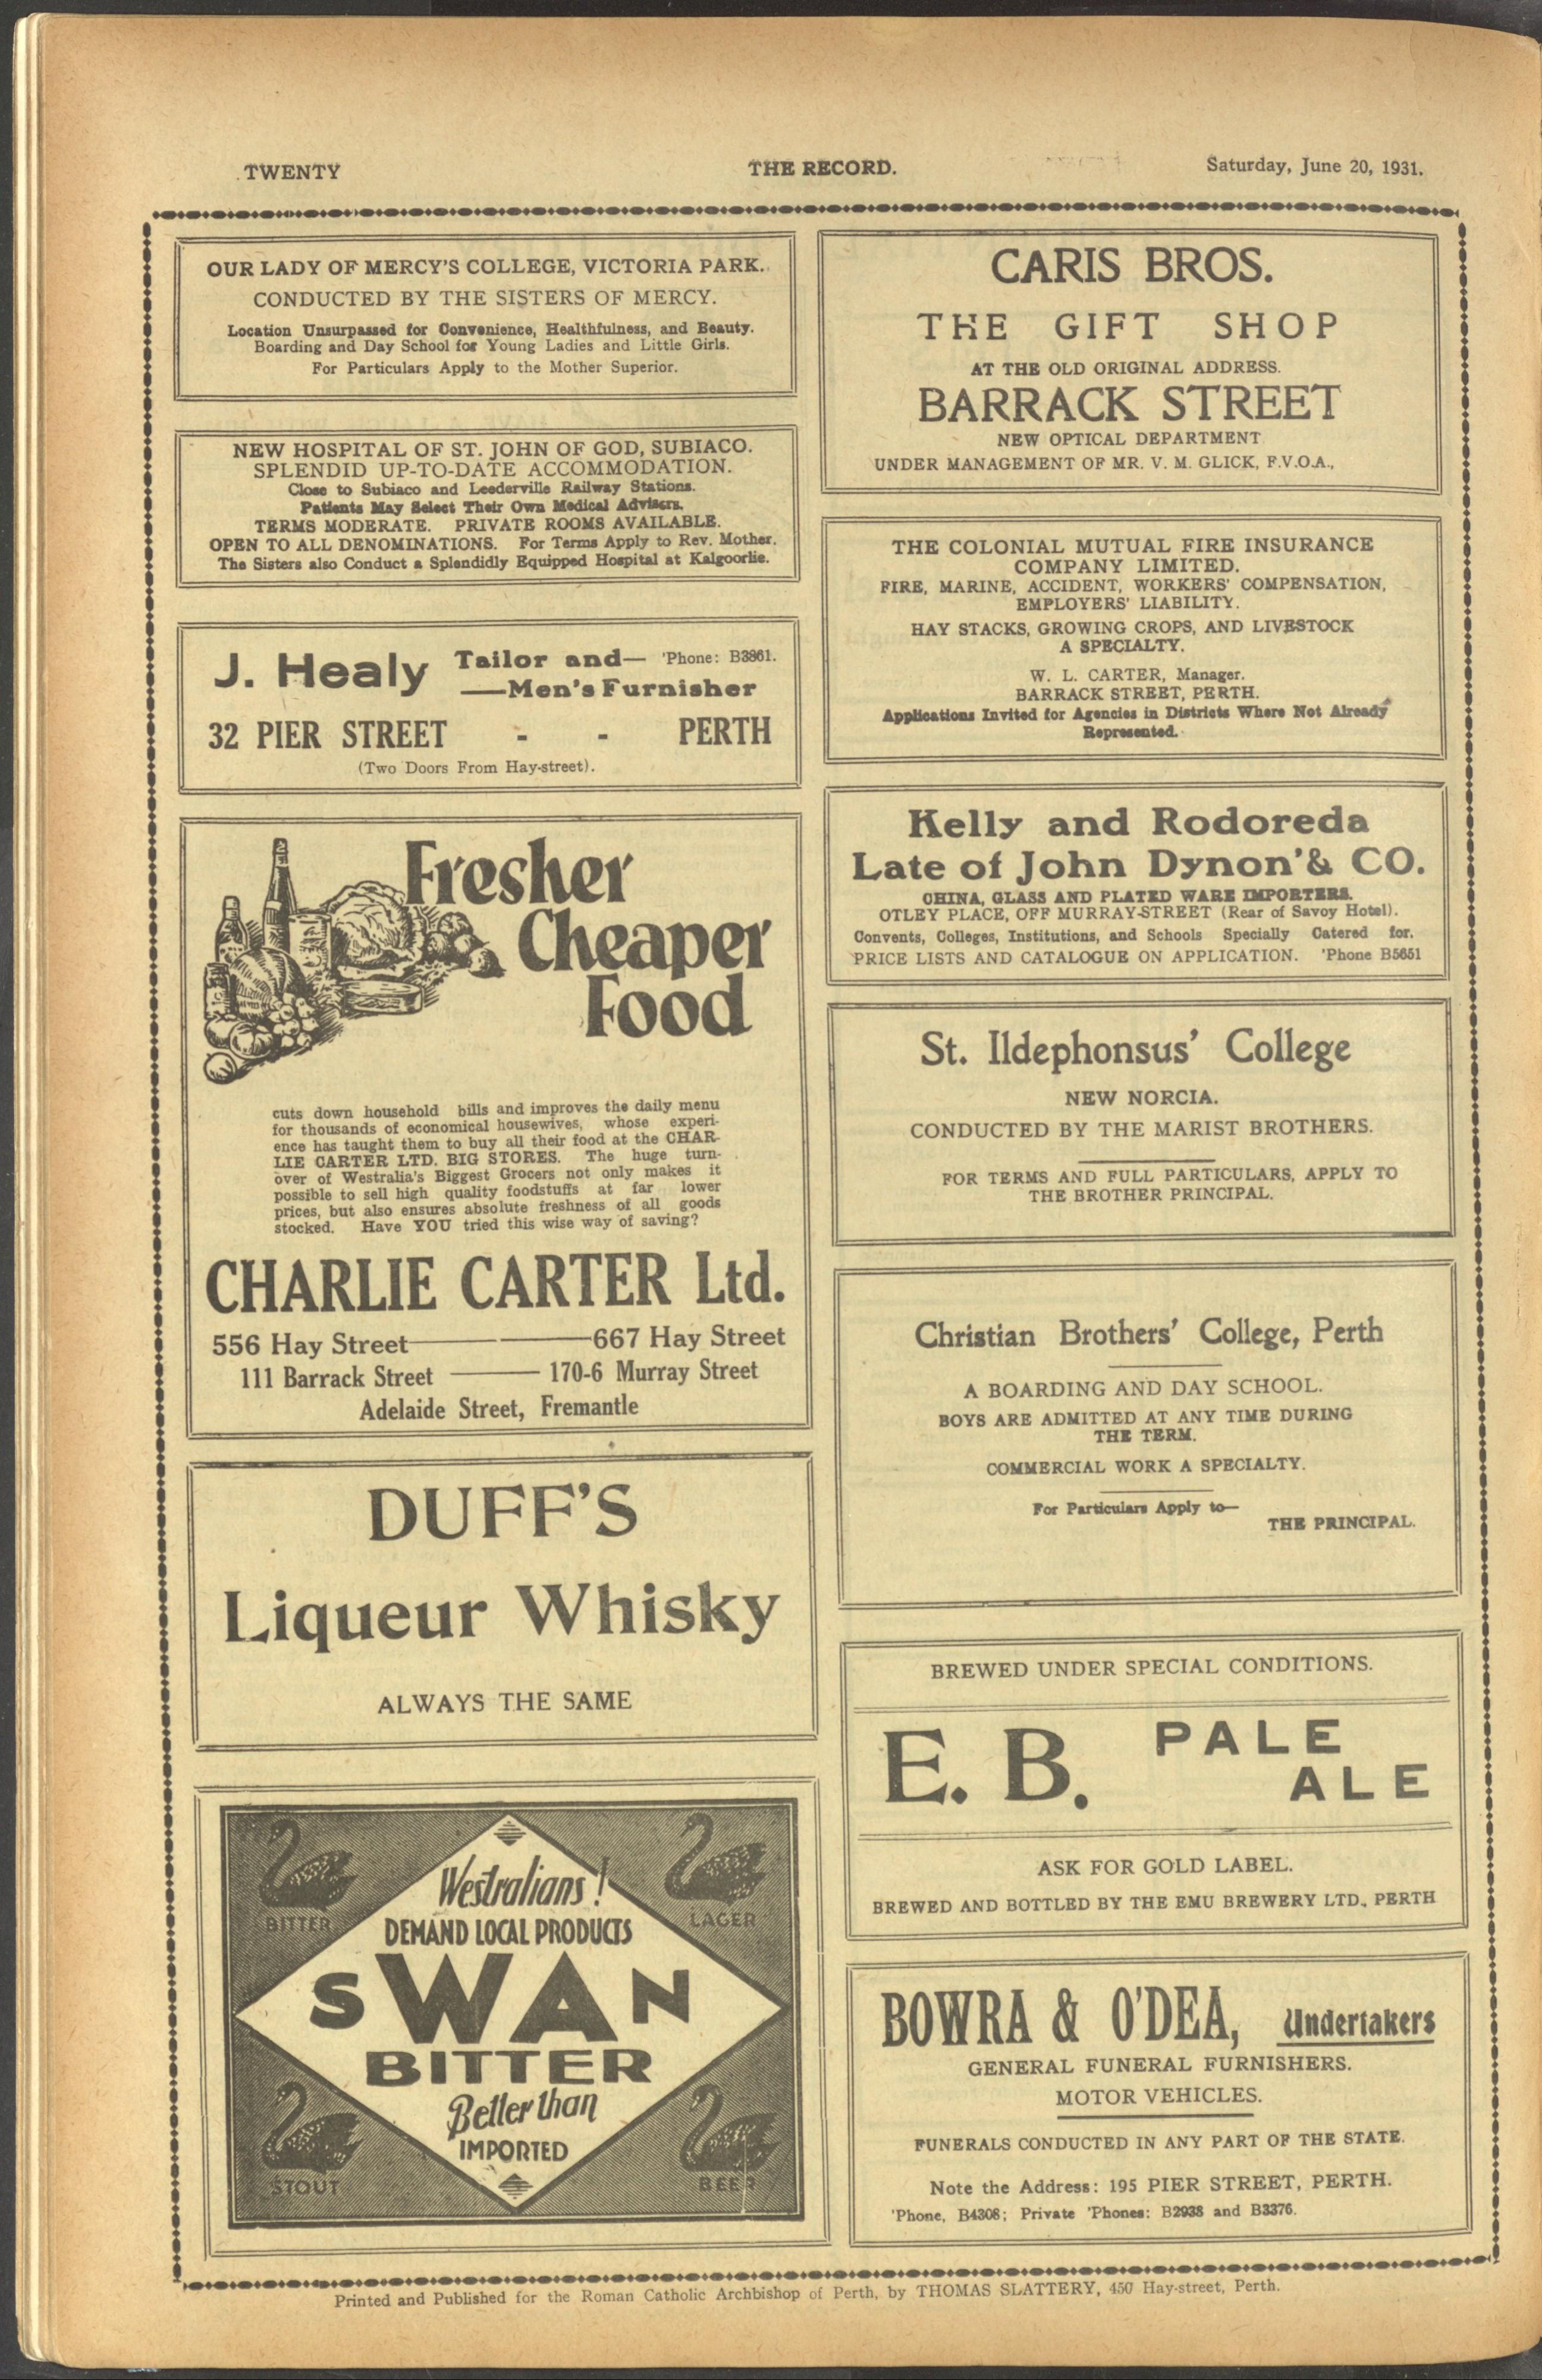 TWENTY
THE RECORD.
Saturday, June 20, 1931.
OUR LADY OF MERCY'S COLLEGE, VICTORIA PARK.
CONDUCTED BY THE SISTERS OF MERCY.
Location Unsurpassed for Convenience, Healthfulness, and Beauty.
Boarding and Day School for Young Ladies and Little Girls.
For Particulars Apply to the Mother Superior.
NEW HOSPITAL OF ST. JOHN OF GOD, SUBIACO.
SPLENDID UP-TO-DATE ACCOMMODATION.
Close to Subiaco and Leederville Railway Stations.
Patients May Select Their Own Medical Advisers.
TERMS MODERATE. PRIVATE ROOMS AVAILABLE.
OPEN TO ALL DENOMINATIONS. For Terms Apply to Rev. Mother.
The Sisters also Conduct a Splendidly Equipped Hospital at Kalgoorlie.
J. Healy Tailor and— 'Phone: B3861.
—Men's Furnisher
32 PIER STREET - - PERTH
(Two Doors From Hay-street).
Fresher
Cheaper
Food
cuts down household bills and improves the daily menu
for thousands of economical housewives, whose experi-
ence has taught them to buy all their food at the CHAR-
LIE CARTER LTD. BIG STORES. The huge turn-
over of Westralia's Biggest Grocers not only makes it
possible to sell high quality foodstuffs at far lower
prices, but also ensures absolute freshness of all goods
stocked. Have YOU tried this wise way of saving?
CHARLIE CARTER Ltd.
556 Hay Street — — 667 Hay Street
111 Barrack Street — 170-6 Murray Street
Adelaide Street, Fremantle
DUFF'S
Liqueur Whisky
ALWAYS THE SAME
BITTER
LAGER
Westralians!
DEMAND LOCAL PRODUCTS
SWAN
BITTER
Better than
IMPORTED
STOUT
BEER
CARIS BROS.
THE GIFT SHOP
AT THE OLD ORIGINAL ADDRESS.
BARRACK STREET
NEW OPTICAL DEPARTMENT
UNDER MANAGEMENT OF MR. V. M. GLICK, F.V.O.A.,
THE COLONIAL MUTUAL FIRE INSURANCE
COMPANY LIMITED.
FIRE, MARINE, ACCIDENT, WORKERS' COMPENSATION,
EMPLOYERS' LIABILITY.
HAY STACKS, GROWING CROPS, AND LIVESTOCK
A SPECIALTY.
W. L. CARTER, Manager.
BARRACK STREET, PERTH.
Applications Invited for Agencies in Districts Where Not Already
Represented.
Kelly and Rodoreda
Late of John Dynon'& CO.
CHINA, GLASS AND PLATED WARE IMPORTERS.
OTLEY PLACE, OFF MURRAY-STREET (Rear of Savoy Hotel).
Convents, Colleges, Institutions, and Schools Specially Catered for.
PRICE LISTS AND CATALOGUE ON APPLICATION. 'Phone B5651
St. Ildephonsus' College
NEW NORCIA.
CONDUCTED BY THE MARIST BROTHERS.
FOR TERMS AND FULL PARTICULARS, APPLY TO
THE BROTHER PRINCIPAL.
Christian Brothers' College, Perth
A BOARDING AND DAY SCHOOL.
BOYS ARE ADMITTED AT ANY TIME DURING
THE TERM.
COMMERCIAL WORK A SPECIALTY.
For Particulars Apply to—
THE PRINCIPAL.
BREWED UNDER SPECIAL CONDITIONS.
E. B. PALE
ALE
ASK FOR GOLD LABEL.
BREWED AND BOTTLED BY THE EMU BREWERY LTD., PERTH
BOWRA & O'DEA, Undertakers
GENERAL FUNERAL FURNISHERS.
MOTOR VEHICLES.
FUNERALS CONDUCTED IN ANY PART OF THE STATE.
Note the Address: 195 PIER STREET, PERTH.
'Phone, B4308; Private 'Phones: B2938 and B3376.
Printed and Published for the Roman Catholic Archbishop of Perth, by THOMAS SLATTERY, 450 Hay-street, Perth.